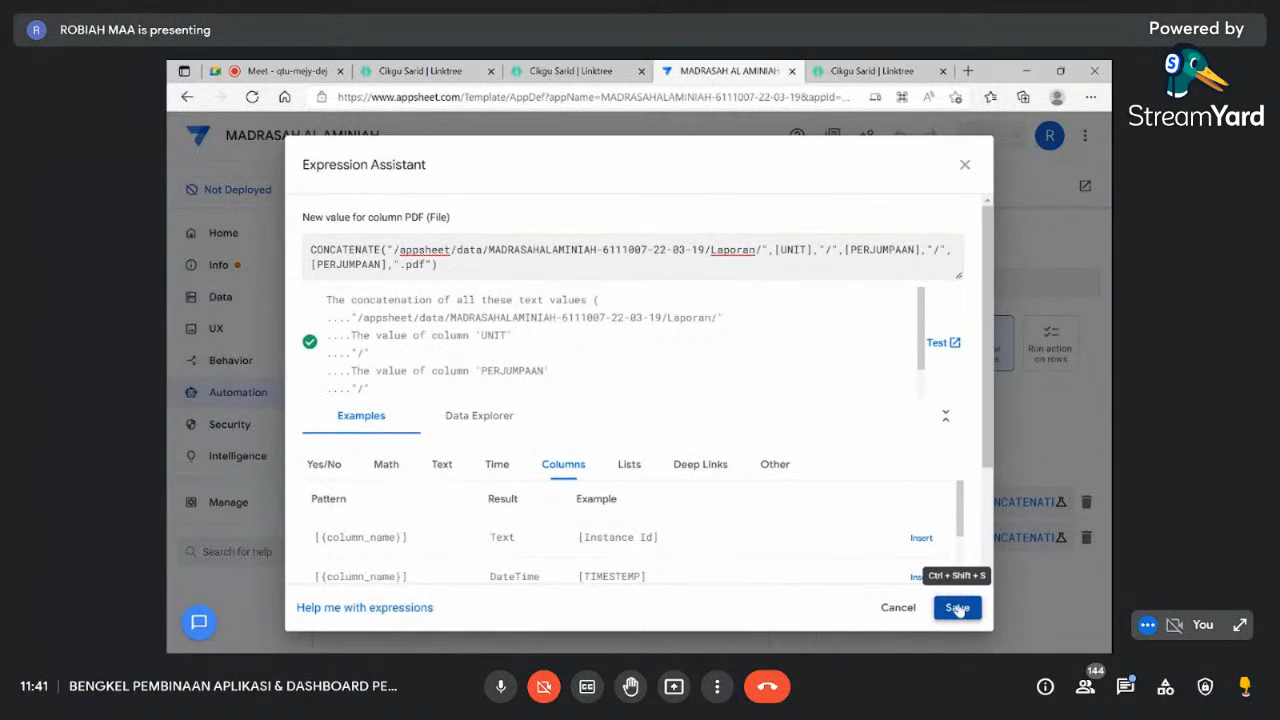 R ROBIAH MAA is presenting
Powered by
S
StreamYard
Meet - qtu-mejy-dej
Cikgu Sarid | Linktree
Cikgu Sarid | Linktree
MADRASAH AL AMINIAH
Cikgu Sarid | Linktree
https://www.appsheet.com/Template/AppDef?appName=MADRASAHALAMINIAH-6111007-22-03-19&appId=...
MADRASAH AL AMINIAH
R
Not Deployed
Home
Info
Data
UX
Behavior
Automation
Security
Intelligence
Manage
Search for help
Expression Assistant
New value for column PDF (File)
CONCATENATE("/appsheet/data/MADRASAHALAMINIAH-6111007-22-03-19/Laporan/",[UNIT],"/",[PERJUMPAAN],"/",
[PERJUMPAAN],".pdf")
The concatenation of all these text values (
...."/appsheet/data/MADRASAHALAMINIAH-6111007-22-03-19/Laporan/"
....The value of column 'UNIT'
...."/"
....The value of column 'PERJUMPAAN'
...."/"
Test
Run action
on rows
Examples
Data Explorer
Yes/No
Math
Text
Time
Columns
Lists
Deep Links
Other
Pattern
Result
Example
[{column_name}]
Text
[Instance Id]
Insert
[{column_name}]
DateTime
[TIMESTEMP]
Ctrl + Shift + S
Help me with expressions
Cancel
Save
You
11:41 | BENGKEL PEMBINAAN APLIKASI & DASHBOARD PE...
144